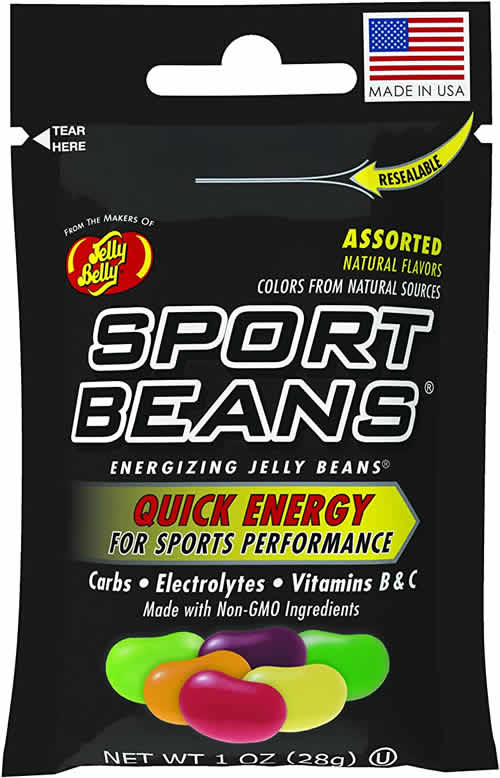 MADE IN USA
TEAR
HERE
RESEALABLE
FROM THE MAKERS OF
Jelly
Belly
ASSORTED
NATURAL FLAVORS
COLORS FROM NATURAL SOURCES
SPORT
BEANS®
ENERGIZING JELLY BEANS®
QUICK ENERGY
FOR SPORTS PERFORMANCE
Carbs • Electrolytes • Vitamins B & C
Made with Non-GMO Ingredients
NET WT 1 OZ (28g) U